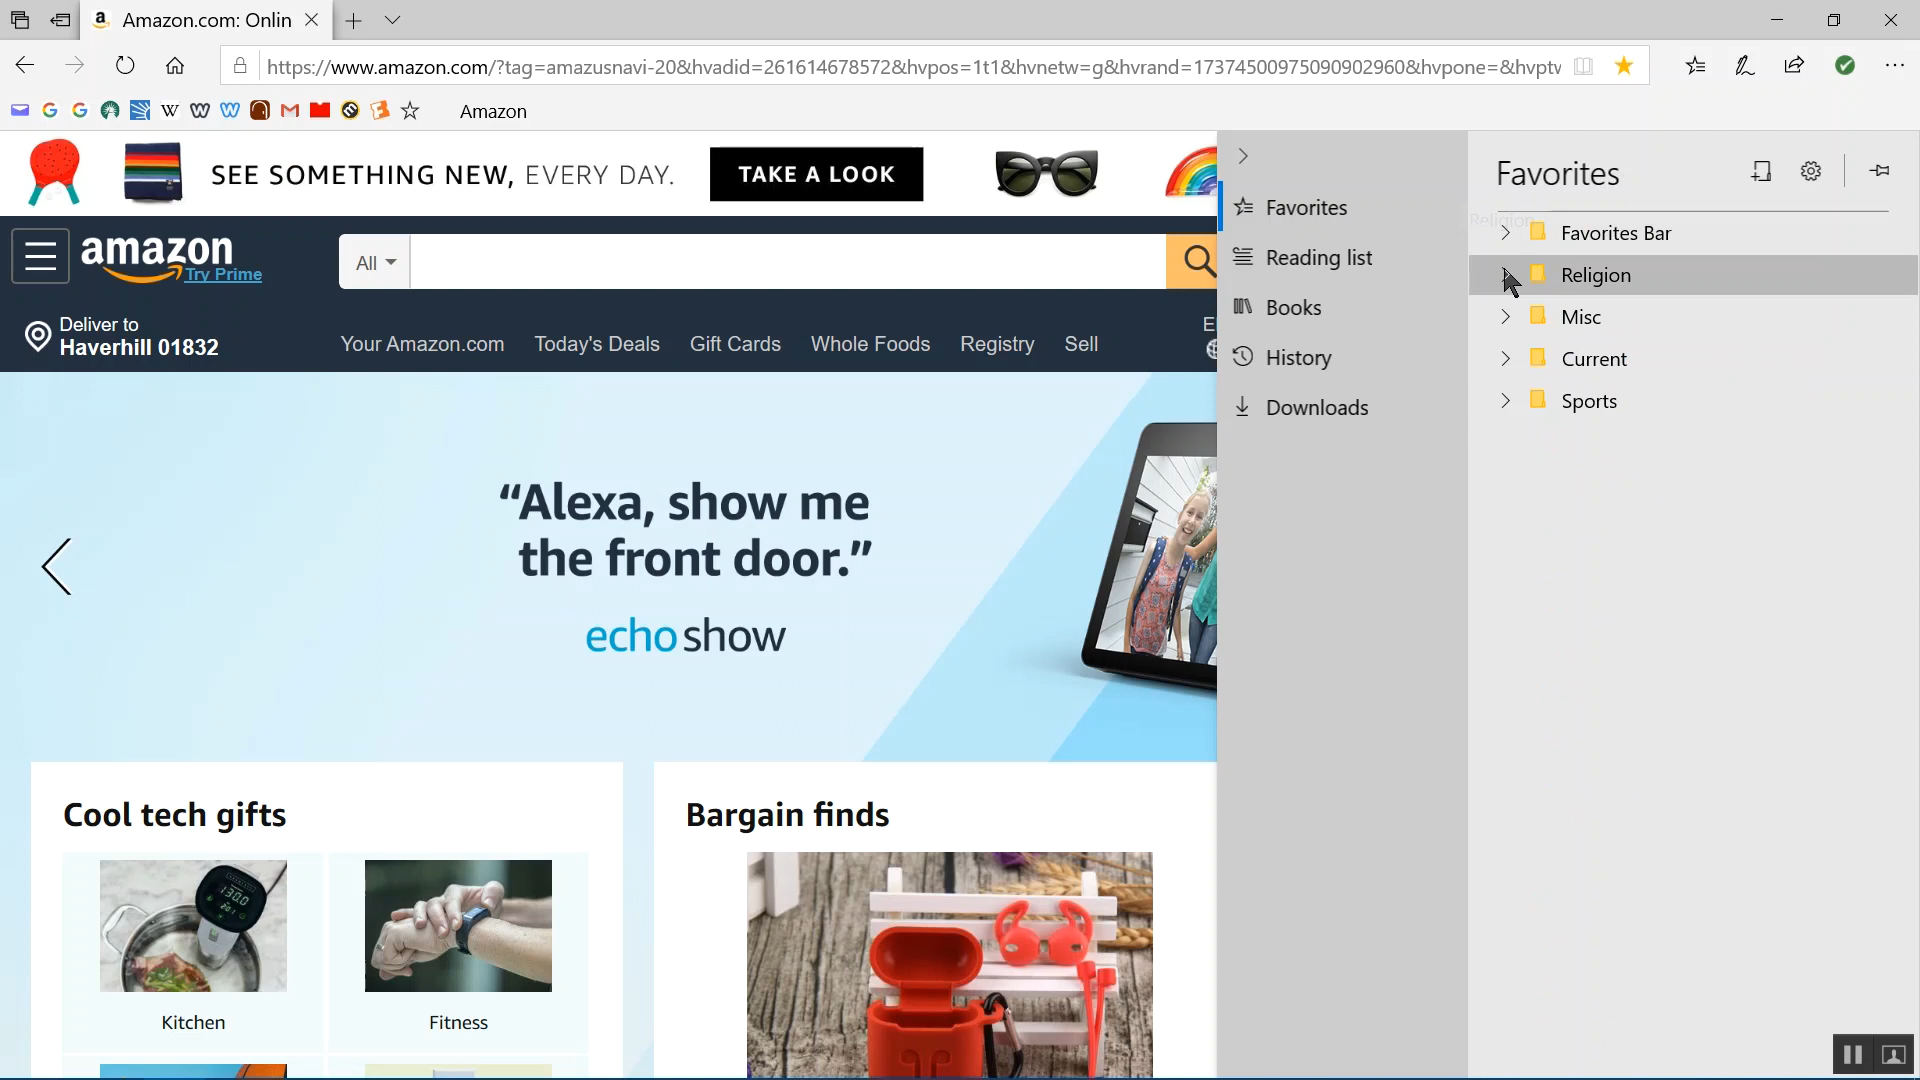 Amazon.com: Onlin
https://www.amazon.com/?tag=amazusnavi-20&hvadid=261614678572&hvpos=1t1&hvnetw=g&hvrand=17374500975090902960&hvpone=&hvptv
Amazon
SEE SOMETHING NEW, EVERY DAY. TAKE A LOOK
amazon
Try Prime
All
Deliver to
Haverhill 01832
Your Amazon.com Today's Deals Gift Cards Whole Foods Registry Sell
E
“Alexa, show me
the front door.”
echo show
Cool tech gifts
Kitchen
Fitness
Bargain finds
Favorites
Reading list
Books
History
Downloads
Favorites
Religion
Favorites Bar
Religion
Misc
Current
Sports